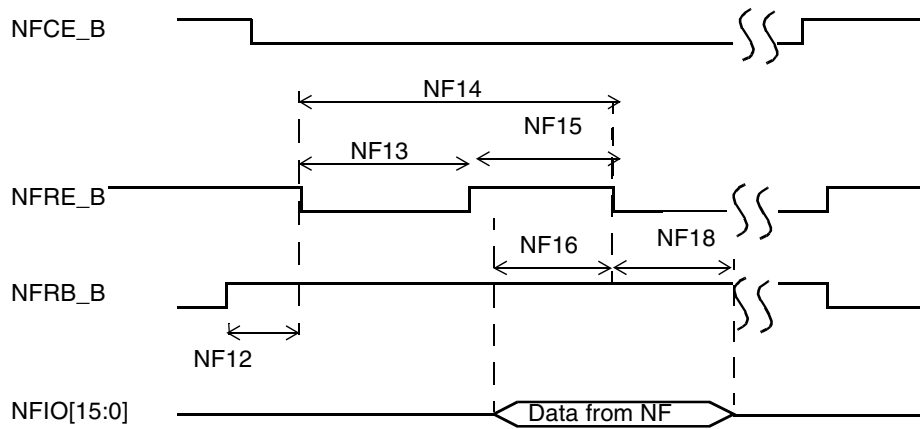 NFCE_B
NF14
NF15
NF13
NFRE_B
NF16
NF18
NFRB_B
NF12
NFIO[15:0]
Data from NF